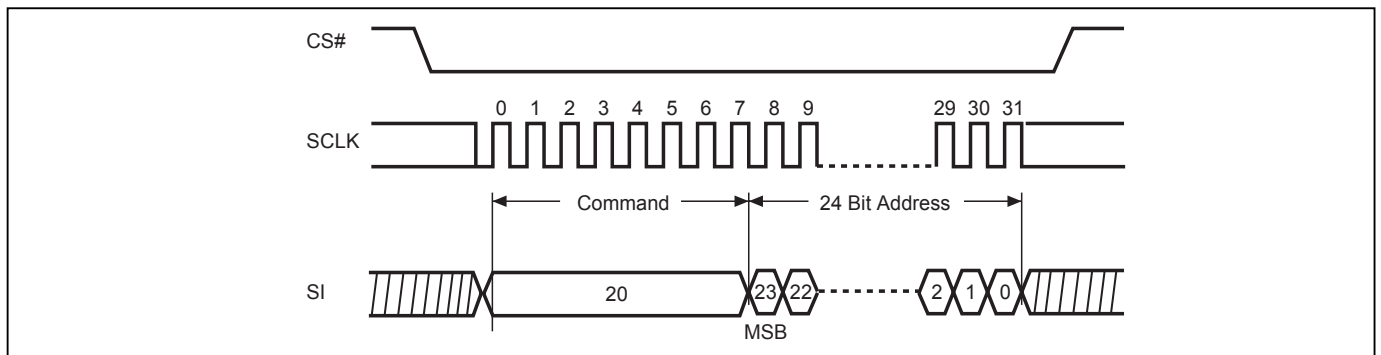 CS#
0 1 2 3 4 5 6 7 8 9 29 30 31
SCLK
Command 24 Bit Address
SI 20 23 22 2 1 0
MSB